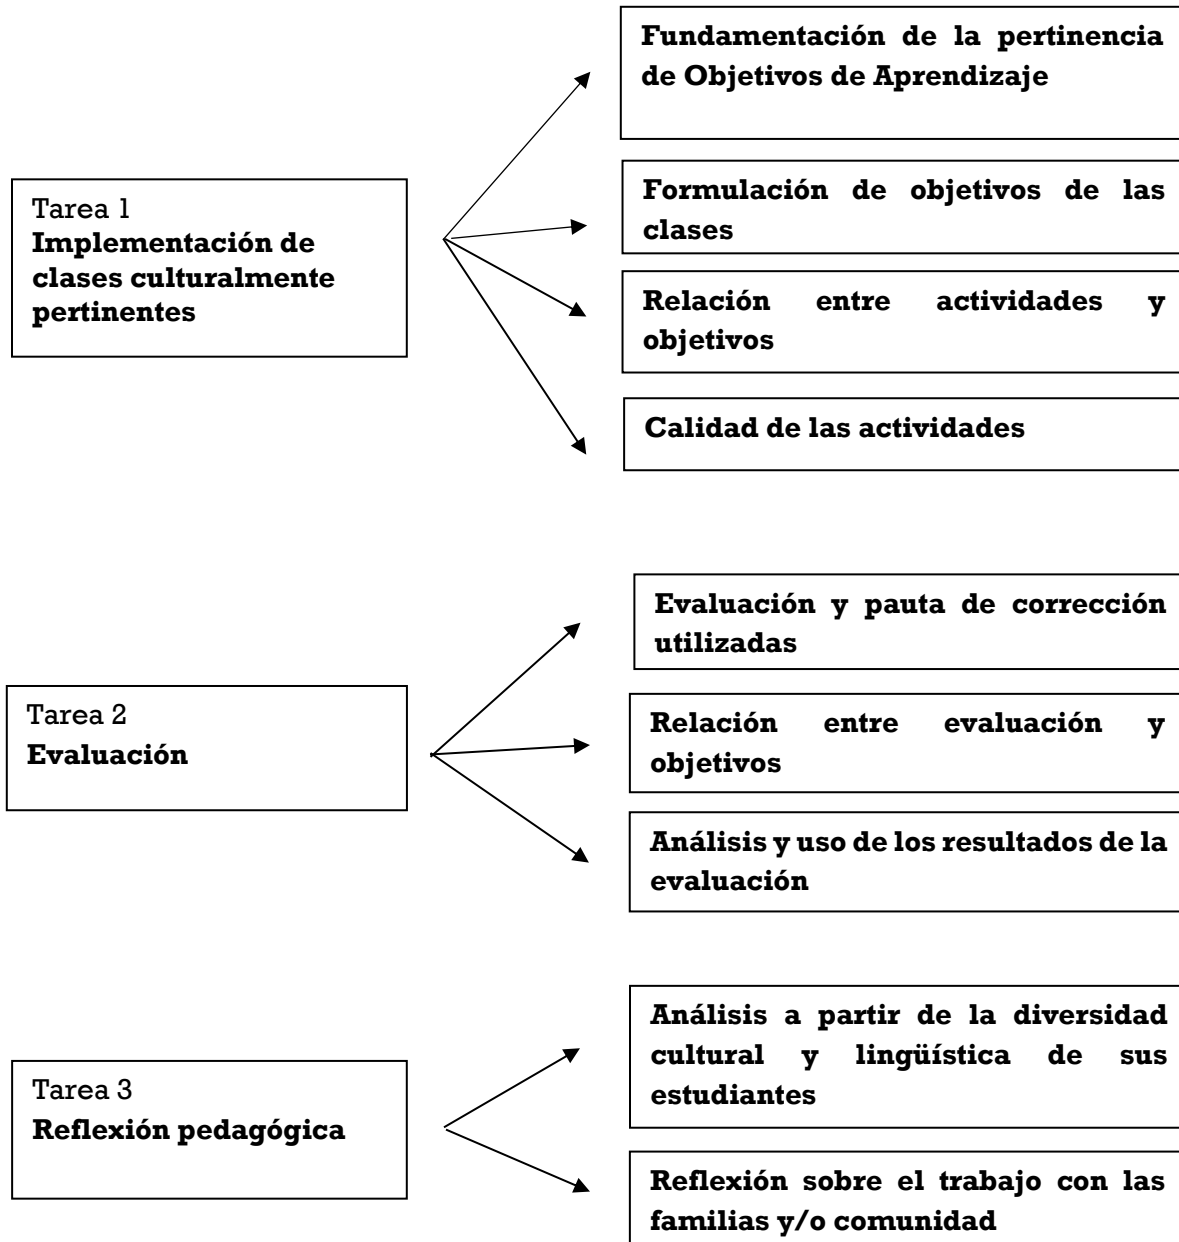 Fundamentación de la pertinencia
de Objetivos de Aprendizaje
Tarea 1
Implementación de
clases culturalmente
pertinentes
Formulación de objetivos de las
clases
Relación entre actividades y
objetivos
Calidad de las actividades
Tarea 2
Evaluación
Evaluación y pauta de corrección
utilizadas
Relación entre evaluación y
objetivos
Análisis y uso de los resultados de la
evaluación
Tarea 3
Reflexión pedagógica
Análisis a partir de la diversidad
cultural y lingüística de sus
estudiantes
Reflexión sobre el trabajo con las
familias y/o comunidad